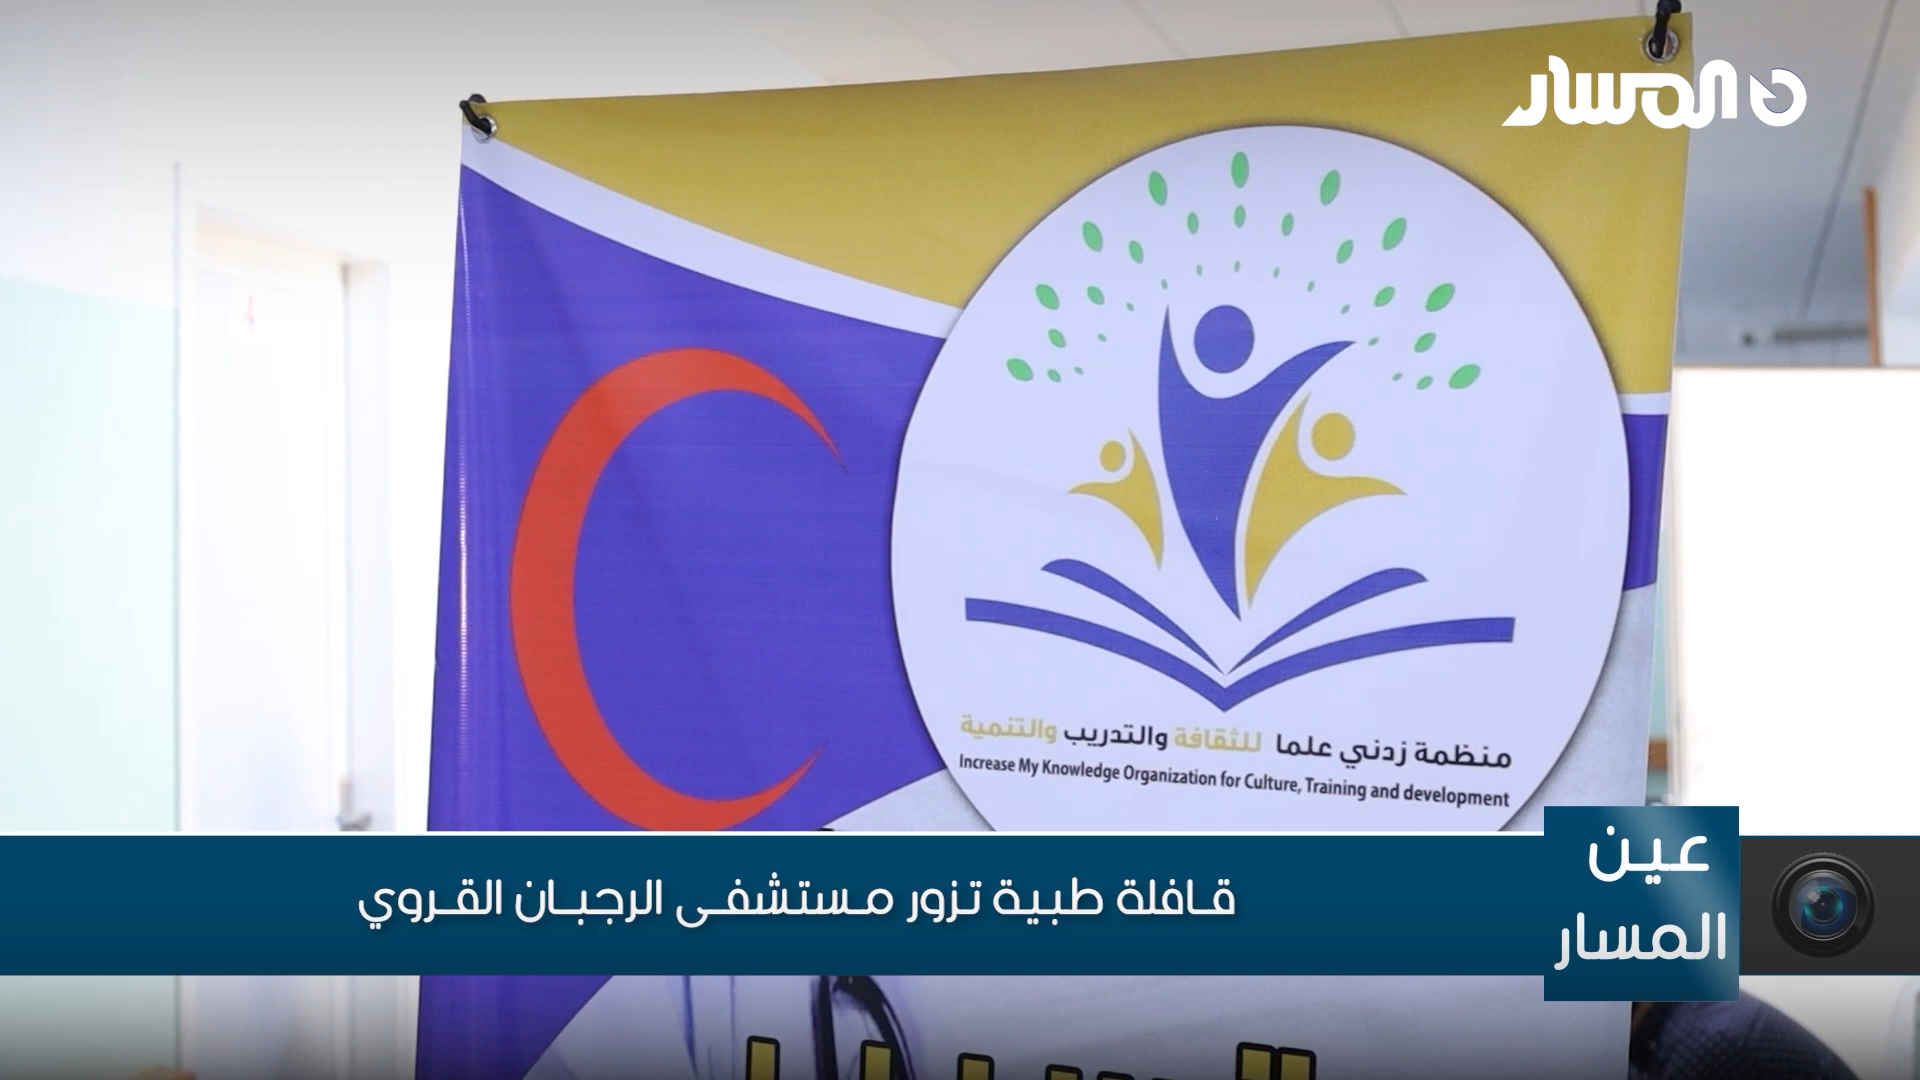 المسار
منظمة زدني علما للثقافة والتدريب والتنمية
Increase My Knowledge Organization for Culture, Training and development
عين
المسار
قافلة طبية تزور مستشفى الرجبان القروي